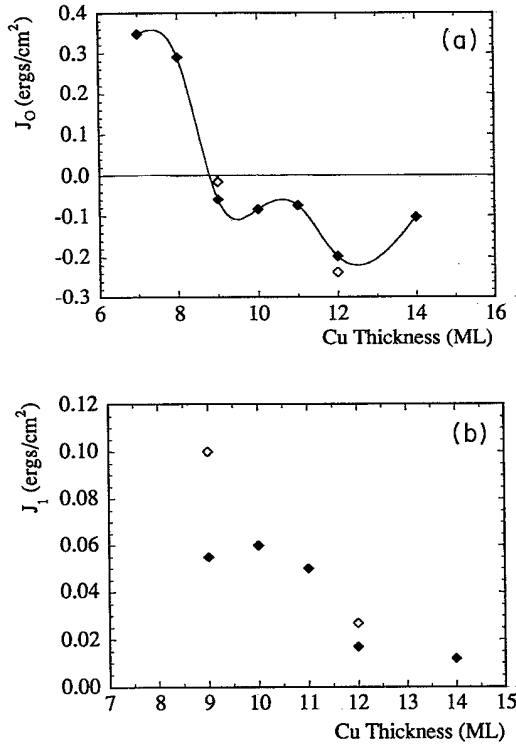 (a)
J_O (ergs/cm²)
0.4
0.3
0.2
0.1
0.0
-0.1
-0.2
-0.3
6 8 10 12 14 16
Cu Thickness (ML)
(b)
J_1 (ergs/cm²)
0.12
0.10
0.08
0.06
0.04
0.02
0.00
7 8 9 10 11 12 13 14 15
Cu Thickness (ML)